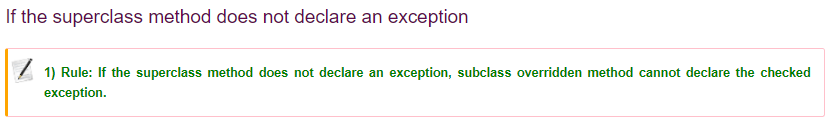 If the superclass method does not declare an exception
1) Rule: If the superclass method does not declare an exception, subclass overridden method cannot declare the checked
exception.